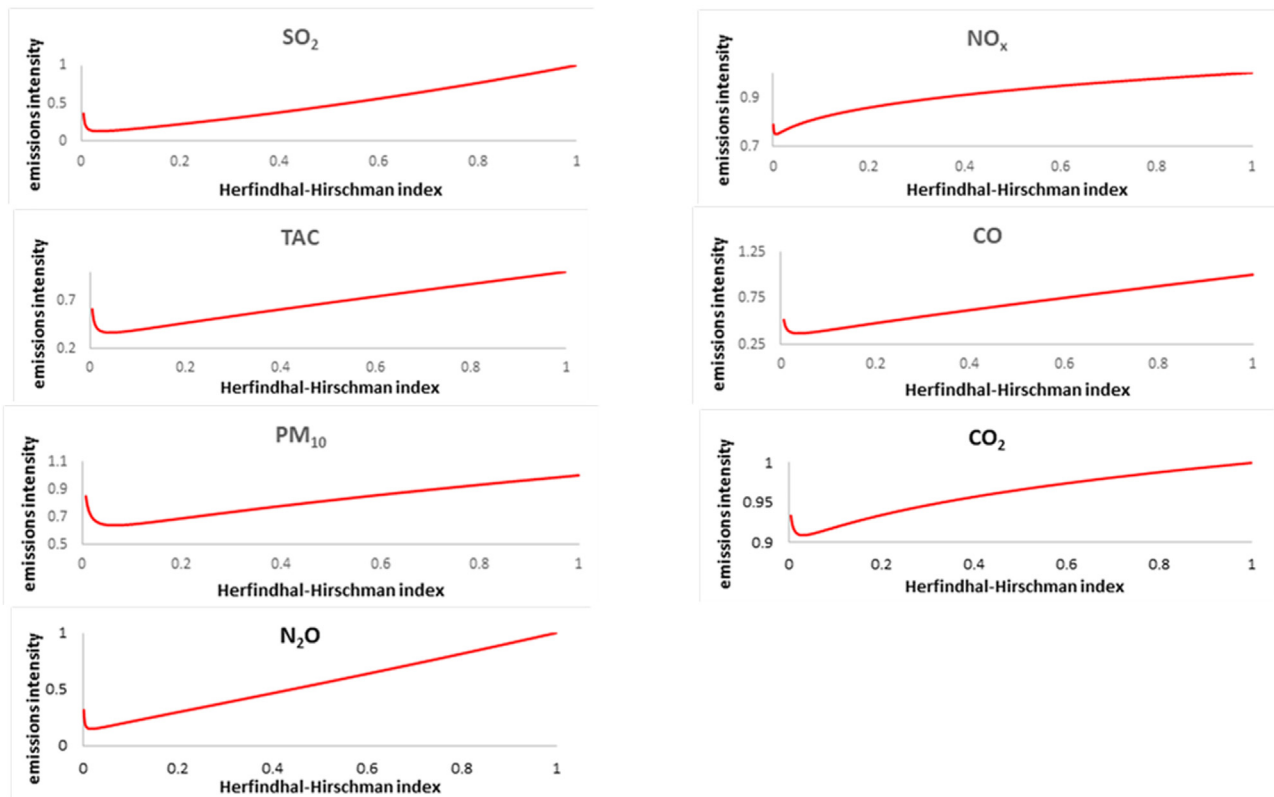 SO₂
emissions intensity
1
0.5
0
0 0.2 0.4 0.6 0.8 1
Herfindhal-Hirschman index
NOₓ
emissions intensity
0.9
0.7
0 0.2 0.4 0.6 0.8 1
Herfindhal-Hirschman index
TAC
emissions intensity
0.7
0.2
0 0.2 0.4 0.6 0.8 1
Herfindhal-Hirschman index
CO
emissions intensity
1.25
0.75
0.25
0 0.2 0.4 0.6 0.8 1
Herfindhal-Hirschman index
PM₁₀
emissions intensity
1.1
0.9
0.7
0.5
0 0.2 0.4 0.6 0.8 1
Herfindhal-Hirschman index
CO₂
emissions intensity
1
0.95
0.9
0 0.2 0.4 0.6 0.8 1
Herfindhal-Hirschman index
N₂O
emissions intensity
1
0.5
0
0 0.2 0.4 0.6 0.8 1
Herfindhal-Hirschman index